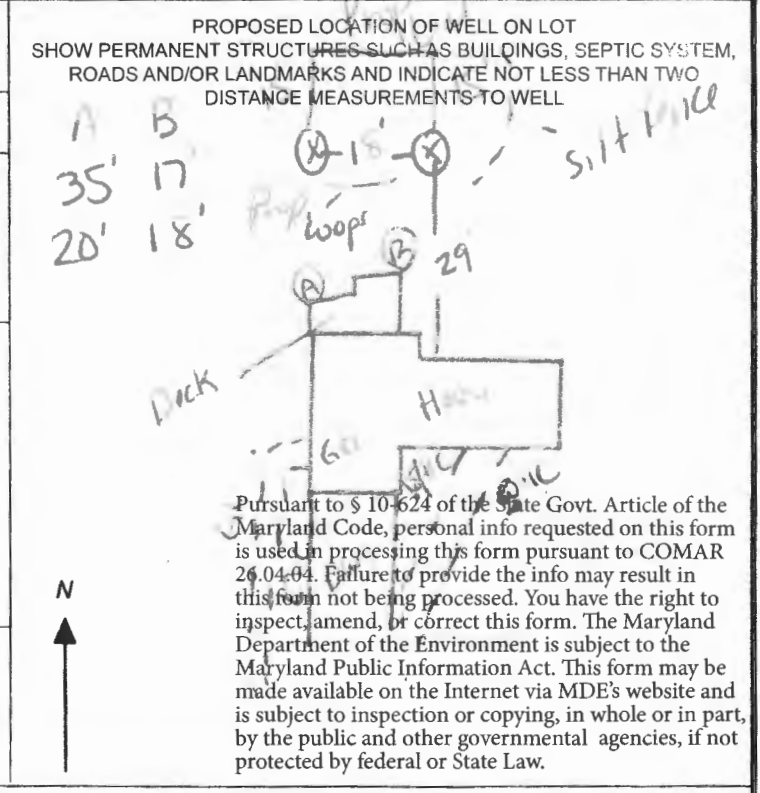 PROPOSED LOCATION OF WELL ON LOT
SHOW PERMANENT STRUCTURES SUCH AS BUILDINGS, SEPTIC SYSTEM,
ROADS AND/OR LANDMARKS AND INDICATE NOT LESS THAN TWO
DISTANCE MEASUREMENTS TO WELL
A B
35' 17'
20' 18'
X 18' X
Silt
Prop
Loops
A B 29
Deck
H
G
Pursuant to § 10-624 of the State Govt. Article of the
Maryland Code, personal info requested on this form
is used in processing this form pursuant to COMAR
26.04.04. Failure to provide the info may result in
this form not being processed. You have the right to
inspect, amend, or correct this form. The Maryland
Department of the Environment is subject to the
Maryland Public Information Act. This form may be
made available on the Internet via MDE's website and
is subject to inspection or copying, in whole or in part,
by the public and other governmental agencies, if not
protected by federal or State Law.
N